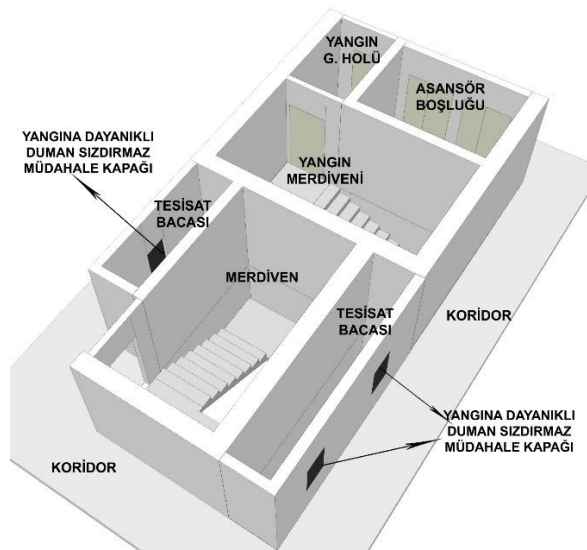 YANGIN
G. HOLÜ
ASANSÖR
BOŞLUĞU
YANGINA DAYANIKLI
DUMAN SIZDIRMAZ
MÜDAHALE KAPAĞI
YANGIN
MERDİVENİ
TESİSAT
BACASI
MERDİVEN
TESİSAT
BACASI
KORİDOR
YANGINA DAYANIKLI
DUMAN SIZDIRMAZ
MÜDAHALE KAPAĞI
KORİDOR